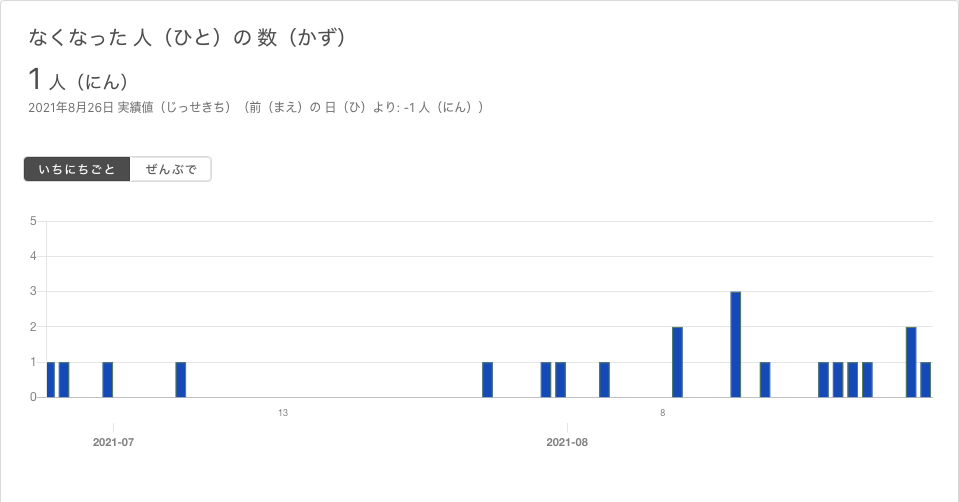 なくなった 人（ひと）の 数（かず）
1 人（にん）
2021年8月26日 実績値（じっせきち）（前（まえ）の 日（ひ）より: -1 人（にん））
いちにちごと ぜんぶで
5
4
3
2
1
0
13 8
2021-07 2021-08